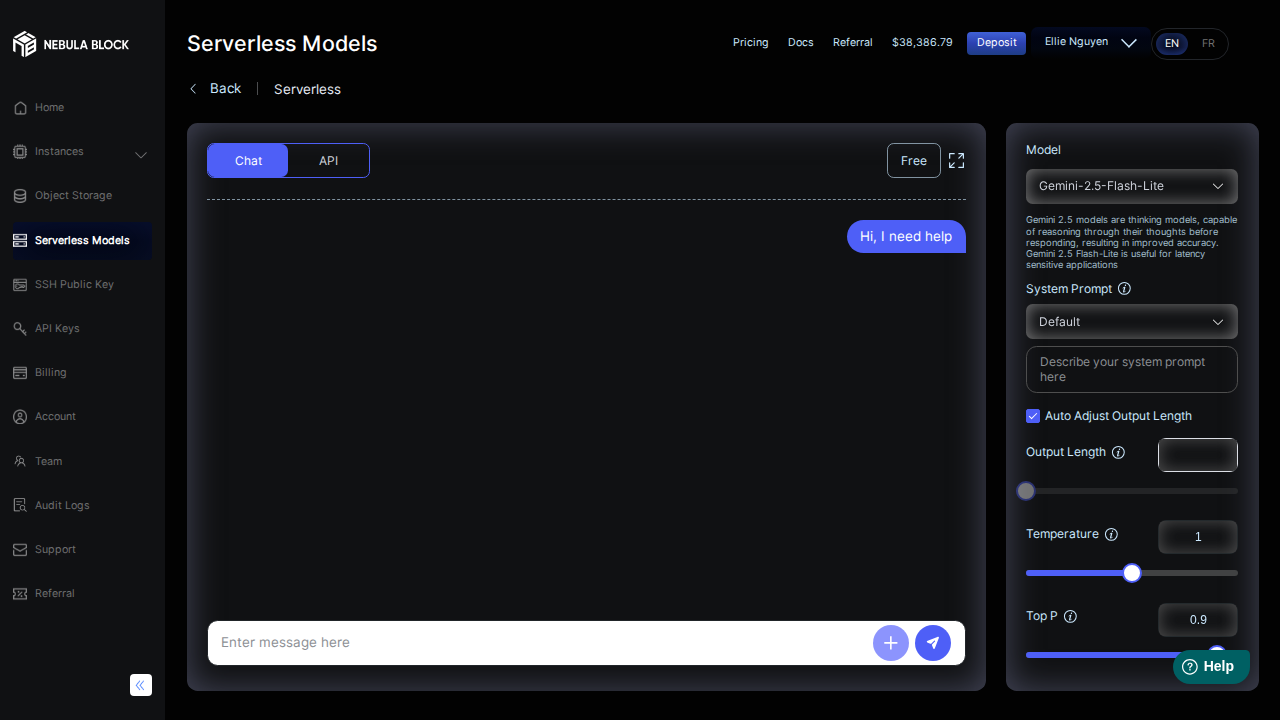 NEBULA BLOCK
Home
Instances
Object Storage
Serverless Models
SSH Public Key
API Keys
Billing
Account
Team
Audit Logs
Support
Referral
Serverless Models
Pricing
Docs
Referral
$38,386.79
Deposit
Ellie Nguyen
EN
FR
Back
Serverless
Chat
API
Free
Hi, I need help
Enter message here
Model
Gemini-2.5-Flash-Lite
Gemini 2.5 models are thinking models, capable
of reasoning through their thoughts before
responding, resulting in improved accuracy.
Gemini 2.5 Flash-Lite is useful for latency
sensitive applications
System Prompt
Default
Describe your system prompt
here
Auto Adjust Output Length
Output Length
Temperature
1
Top P
0.9
Help